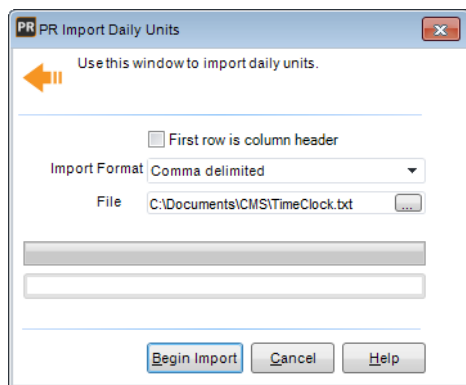 PR PR Import Daily Units
Use this window to import daily units.
First row is column header
Import Format Comma delimited
File C:\Documents\CMS\TimeClock.txt ...
Begin Import Cancel Help